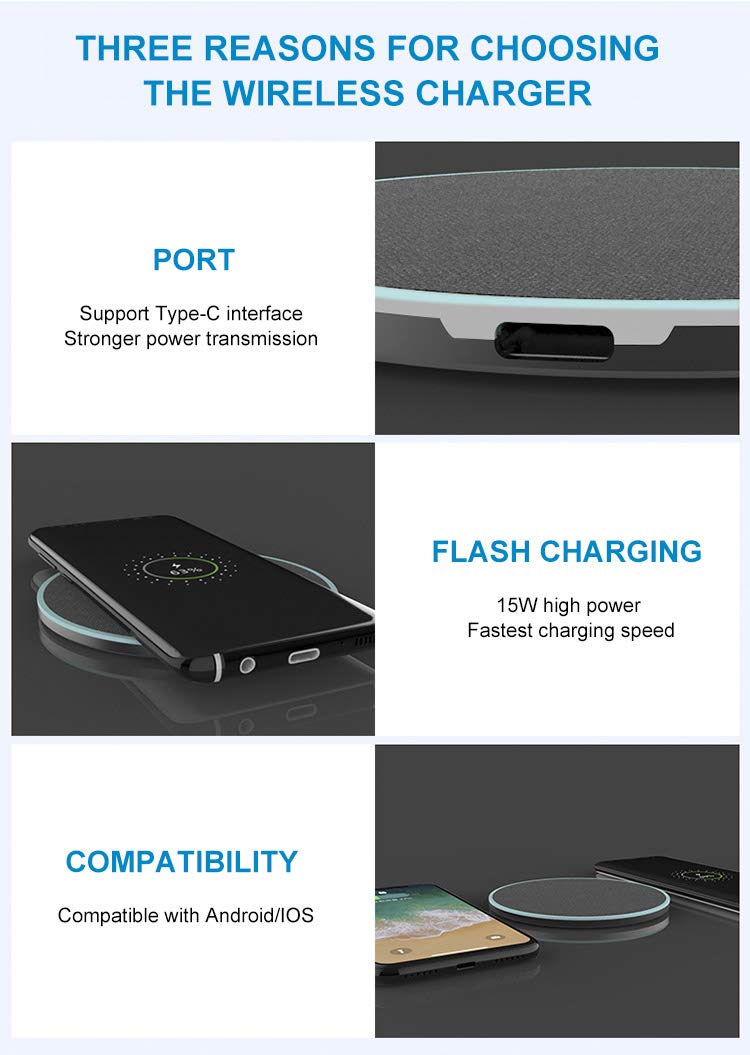 THREE REASONS FOR CHOOSING
THE WIRELESS CHARGER
PORT
Support Type-C interface
Stronger power transmission
63%
FLASH CHARGING
15W high power
Fastest charging speed
COMPATIBILITY
Compatible with Android/IOS